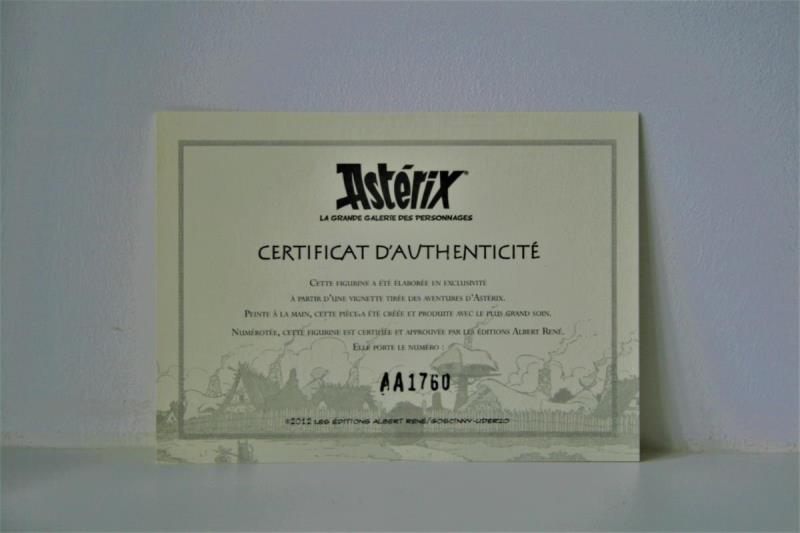 Astérix®
LA GRANDE GALERIE DES PERSONNAGES
CERTIFICAT D'AUTHENTICITÉ
CETTE FIGURINE A ÉTÉ ÉLABORÉE EN EXCLUSIVITÉ
À PARTIR D'UNE VIGNETTE TIRÉE DES AVENTURES D'ASTÉRIX.
PEINTE À LA MAIN, CETTE PIÈCE A ÉTÉ CRÉÉE ET PRODUITE AVEC LE PLUS GRAND SOIN.
NUMÉROTÉE, CETTE FIGURINE EST CERTIFIÉE ET APPROUVÉE PAR LES ÉDITIONS ALBERT RENÉ.
ELLE PORTE LE NUMÉRO :
AA1760
©2012 LES ÉDITIONS ALBERT RENÉ/GOSCINNY-UDERZO